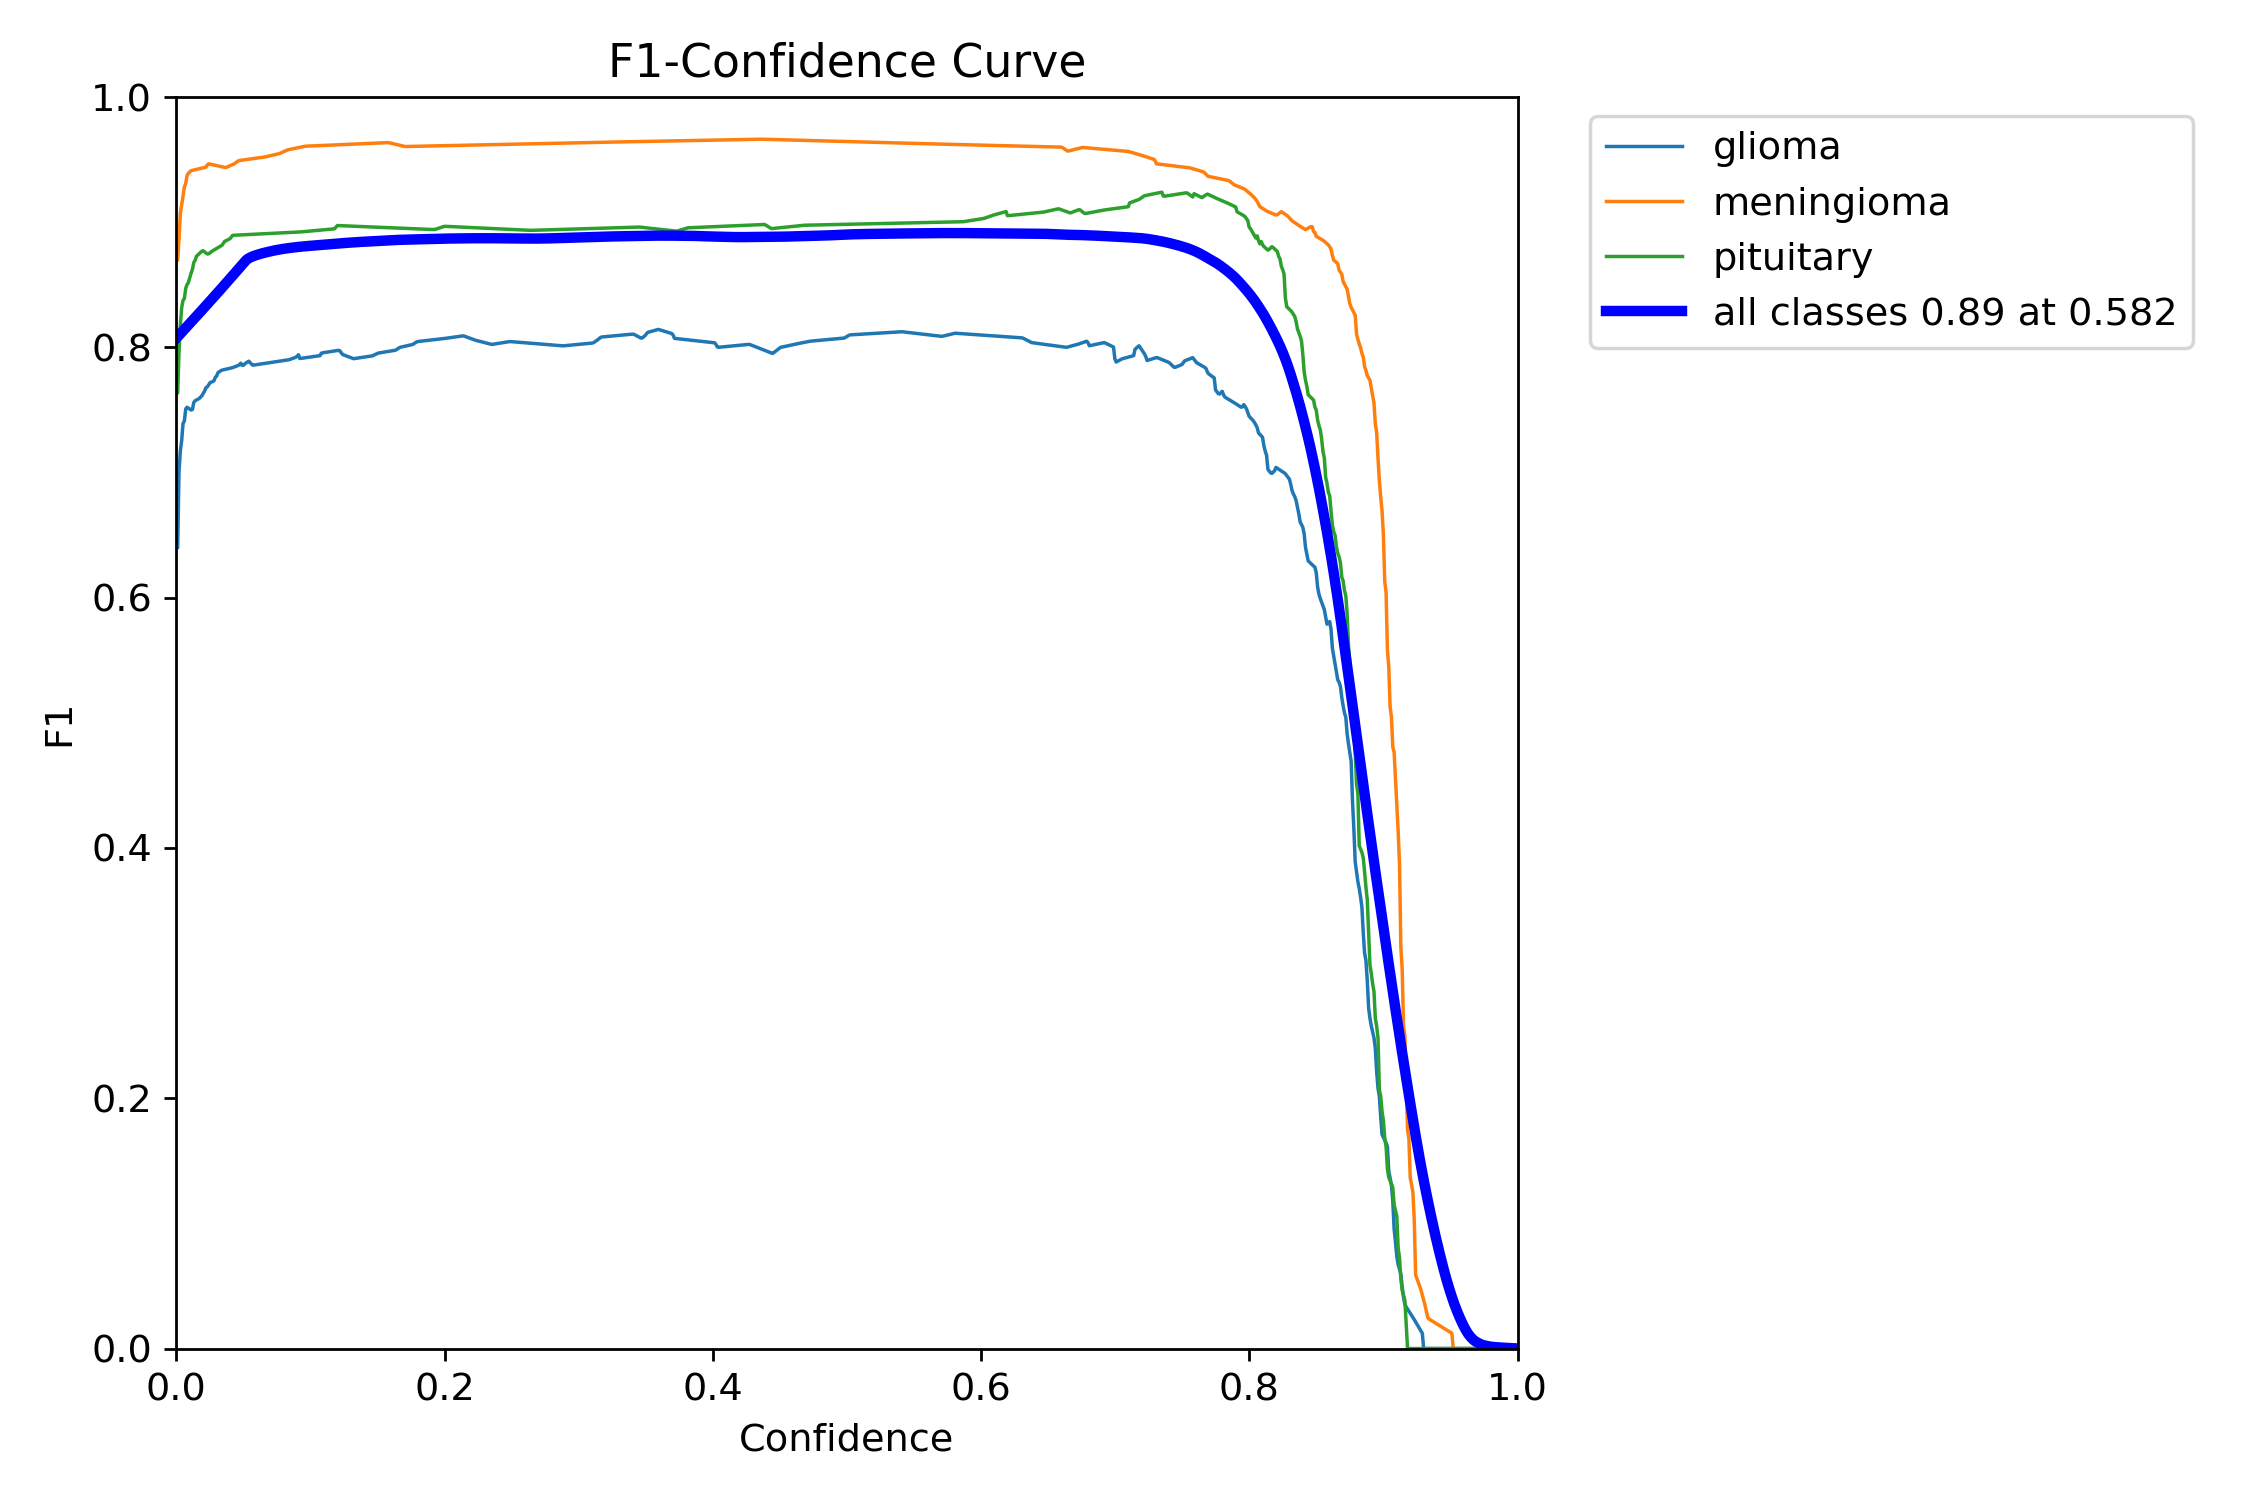 F1-Confidence Curve
1.0
0.8
0.6
0.4
0.2
0.0
F1
0.0 0.2 0.4 0.6 0.8 1.0
Confidence
glioma
meningioma
pituitary
all classes 0.89 at 0.582